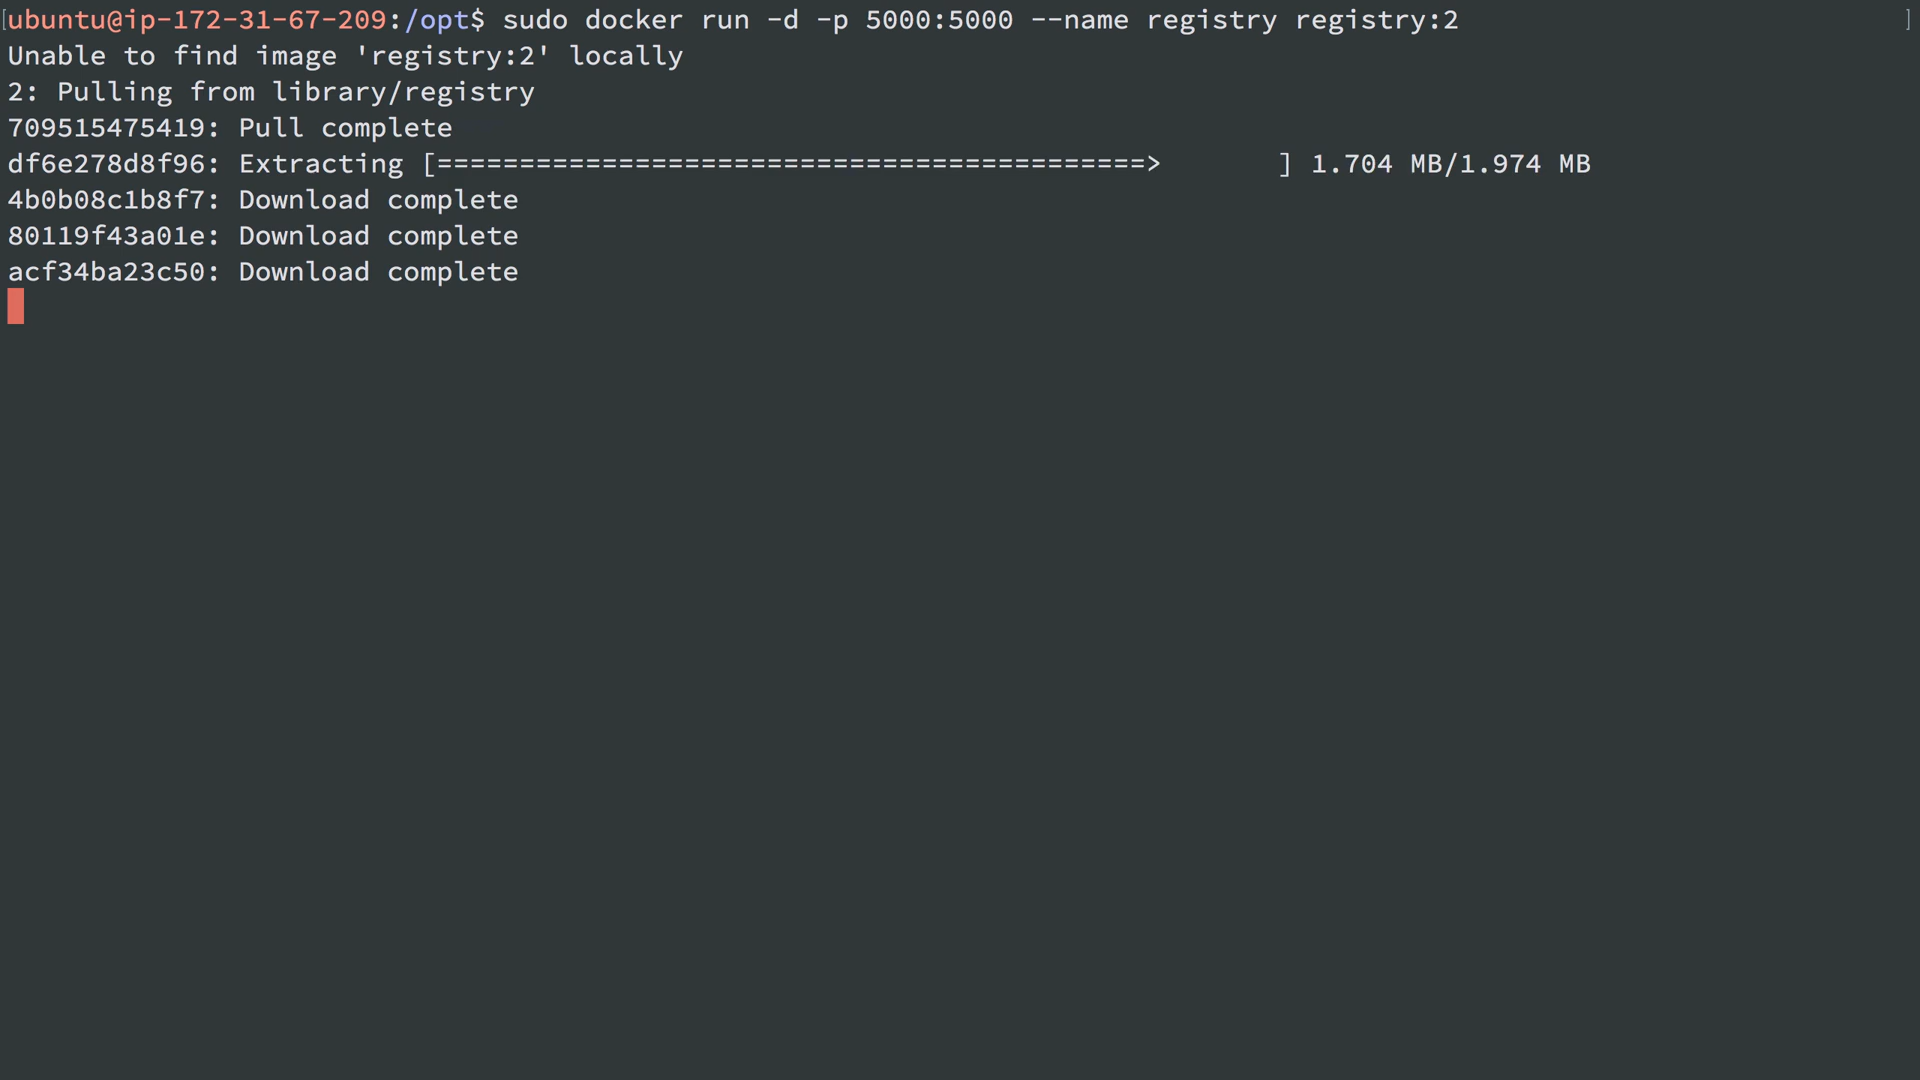 [ubuntu@ip-172-31-67-209:/opt$ sudo docker run -d -p 5000:5000 --name registry registry:2 ]
Unable to find image 'registry:2' locally
2: Pulling from library/registry
709515475419: Pull complete
df6e278d8f96: Extracting [===========================================>       ] 1.704 MB/1.974 MB
4b0b08c1b8f7: Download complete
80119f43a01e: Download complete
acf34ba23c50: Download complete